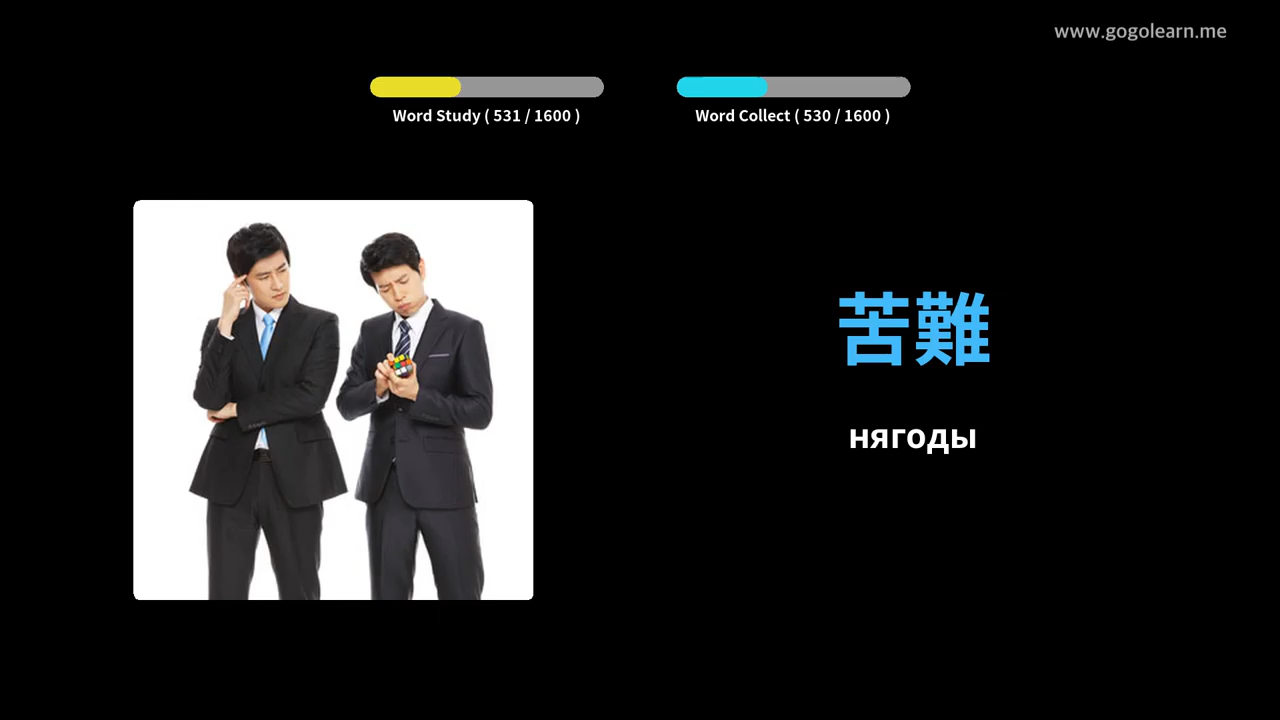 www.gogolearn.me
Word Study ( 531 / 1600 )
Word Collect ( 530 / 1600 )
苦難
нягоды